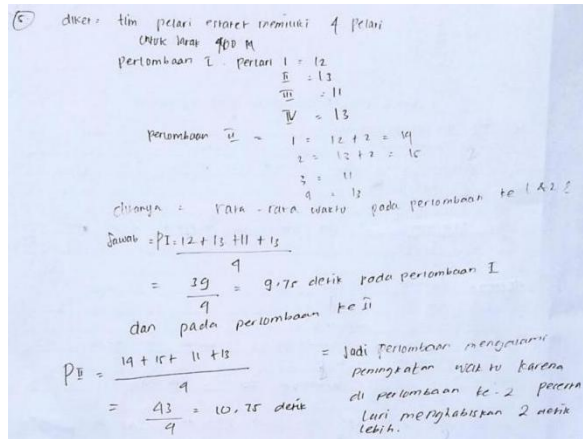 5. diket = tim pelari estafet memiliki 4 pelari
Untuk Jarak 400 M
perlombaan I. pertari 1 = 12
II = 13
III = 11
IV = 13
perlombaan II = 1 = 12 + 2 = 14
2 = 13 + 2 = 15
3 = 11
4 = 13
ditanya = rata-rata waktu pada perlombaan ke 1 & 2 ?
Jawab = PI = 12 + 13 + 11 + 13
4
= 39 = 9,75 detik pada perlombaan I
4
dan pada perlombaan ke II
PII = 14 + 15 + 11 + 13
4
= 43 = 10,75 detik
4
= Jadi perlombaan mengalami
peningkatan waktu karena
di perlombaan ke-2 peserta
Lari menghabiskan 2 detik
lebih.